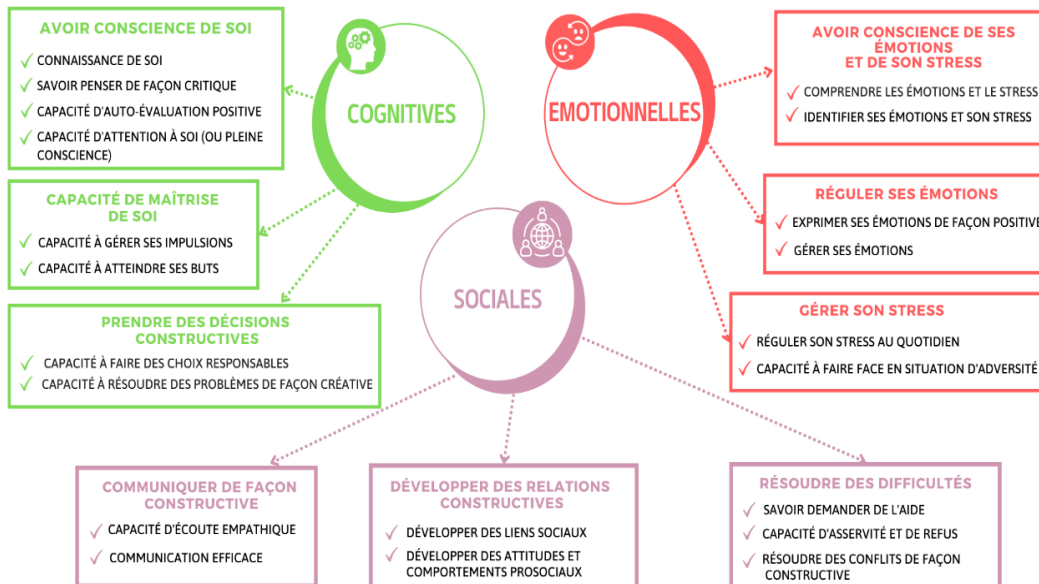 COGNITIVES
AVOIR CONSCIENCE DE SOI
CONNAISSANCE DE SOI
SAVOIR PENSER DE FAÇON CRITIQUE
CAPACITÉ D'AUTO-ÉVALUATION POSITIVE
CAPACITÉ D'ATTENTION À SOI (OU PLEINE
CONSCIENCE)
CAPACITÉ DE MAÎTRISE
DE SOI
CAPACITÉ À GÉRER SES IMPULSIONS
CAPACITÉ À ATTEINDRE SES BUTS
PRENDRE DES DÉCISIONS
CONSTRUCTIVES
CAPACITÉ À FAIRE DES CHOIX RESPONSABLES
CAPACITÉ À RÉSOUDRE DES PROBLÈMES DE FAÇON CRÉATIVE
EMOTIONNELLES
AVOIR CONSCIENCE DE SES
ÉMOTIONS
ET DE SON STRESS
COMPRENDRE LES ÉMOTIONS ET LE STRESS
IDENTIFIER SES ÉMOTIONS ET SON STRESS
RÉGULER SES ÉMOTIONS
EXPRIMER SES ÉMOTIONS DE FAÇON POSITIVE
GÉRER SES ÉMOTIONS
GÉRER SON STRESS
RÉGULER SON STRESS AU QUOTIDIEN
CAPACITÉ À FAIRE FACE EN SITUATION D'ADVERSITÉ
SOCIALES
COMMUNIQUER DE FAÇON
CONSTRUCTIVE
CAPACITÉ D'ÉCOUTE EMPATHIQUE
COMMUNICATION EFFICACE
DÉVELOPPER DES RELATIONS
CONSTRUCTIVES
DÉVELOPPER DES LIENS SOCIAUX
DÉVELOPPER DES ATTITUDES ET
COMPORTEMENTS PROSOCIAUX
RÉSOUDRE DES DIFFICULTÉS
SAVOIR DEMANDER DE L'AIDE
CAPACITÉ D'ASSERVITÉ ET DE REFUS
RÉSOUDRE DES CONFLITS DE FAÇON
CONSTRUCTIVE